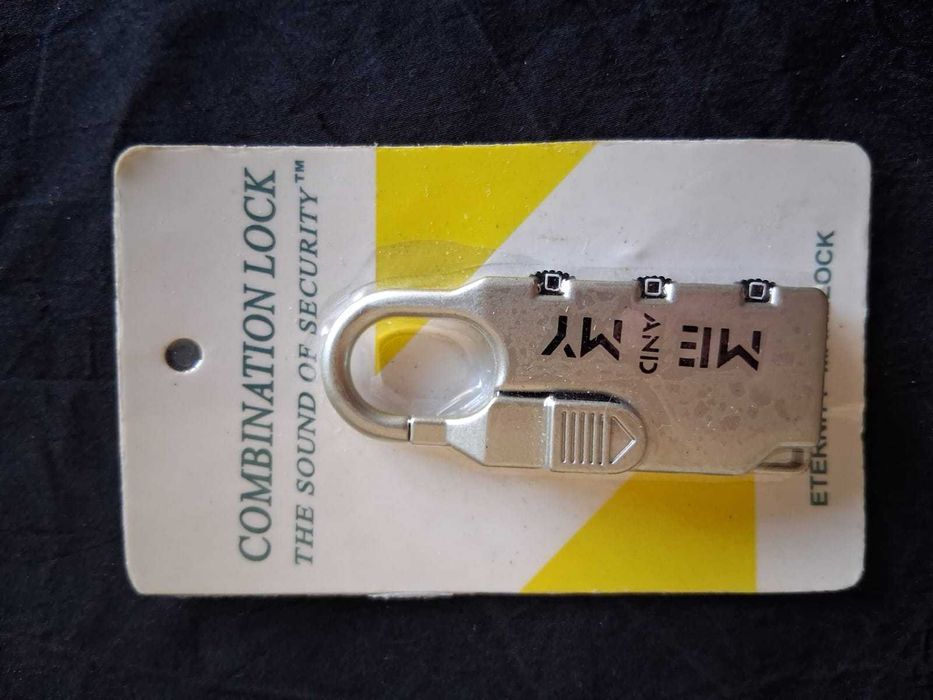 COMBINATION LOCK
THE SOUND OF SECURITY™
ME AND MY
LOCK